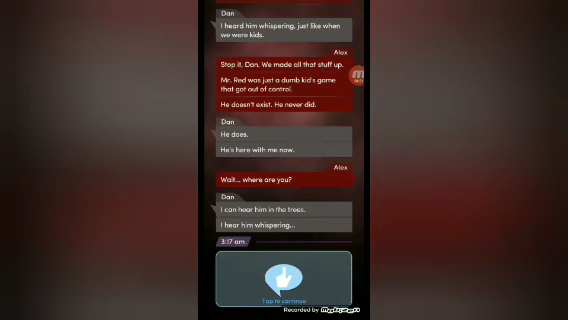 Dan
I heard him whispering, just like when
we were kids.
Alex
Stop it, Dan. We made all that stuff up.
Mr. Red was just a dumb kid's game
that got out of control.
He doesn't exist. He never did.
Dan
He does.
He's here with me now.
Alex
Wait... where are you?
Dan
I can hear him in the trees.
I hear him whispering...
3:17 am
Tap to continue
Recorded by